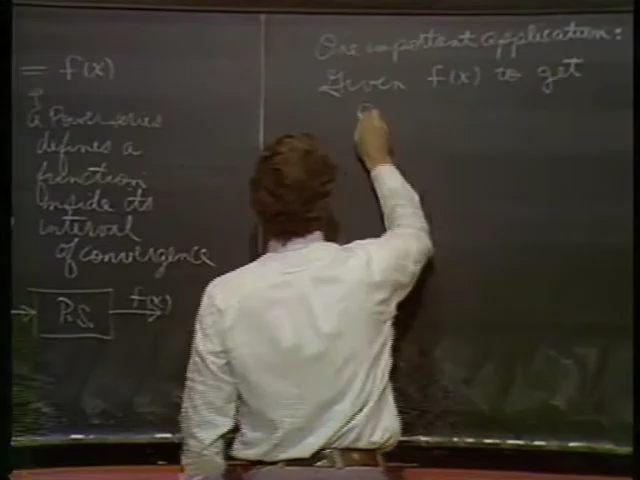 = f(x)
a Power series
defines a
function
inside its
interval
of convergence
P.S.
f(x)
One important application:
Given f(x) to get